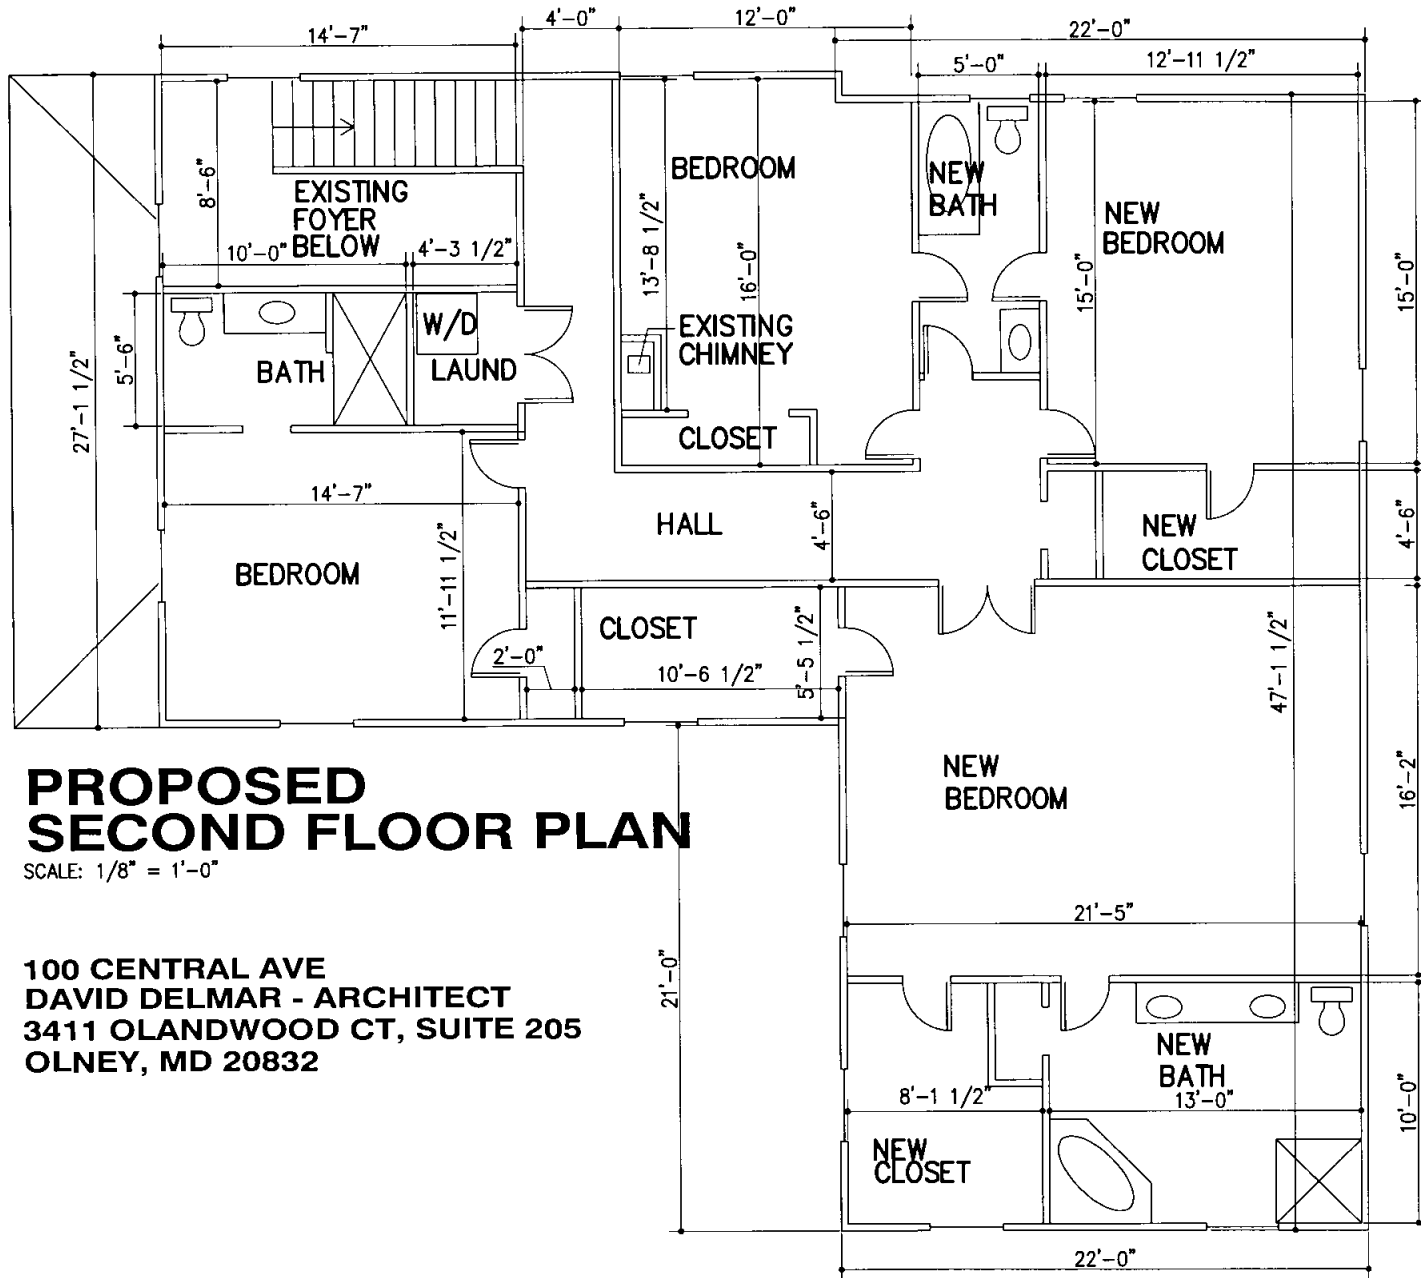 4'-0"
12'-0"
14'-7"
22'-0"
5'-0"
12'-11 1/2"
8'-6"
EXISTING
FOYER
BELOW
10'-0"
4'-3 1/2"
BEDROOM
13'-8 1/2"
16'-0"
NEW
BATH
NEW
BEDROOM
15'-0"
15'-0"
27'-1 1/2"
5'-6"
BATH
W/D
LAUND
EXISTING
CHIMNEY
CLOSET
14'-7"
11'-11 1/2"
BEDROOM
HALL
4'-6"
NEW
CLOSET
4'-6"
CLOSET
2'-0"
10'-6 1/2"
5'-5 1/2"
47'-1 1/2"
NEW
BEDROOM
16'-2"
21'-5"
PROPOSED
SECOND FLOOR PLAN
SCALE: 1/8" = 1'-0"
100 CENTRAL AVE
DAVID DELMAR - ARCHITECT
3411 OLANDWOOD CT, SUITE 205
OLNEY, MD 20832
21'-0"
NEW
BATH
8'-1 1/2"
13'-0"
10'-0"
NEW
CLOSET
22'-0"